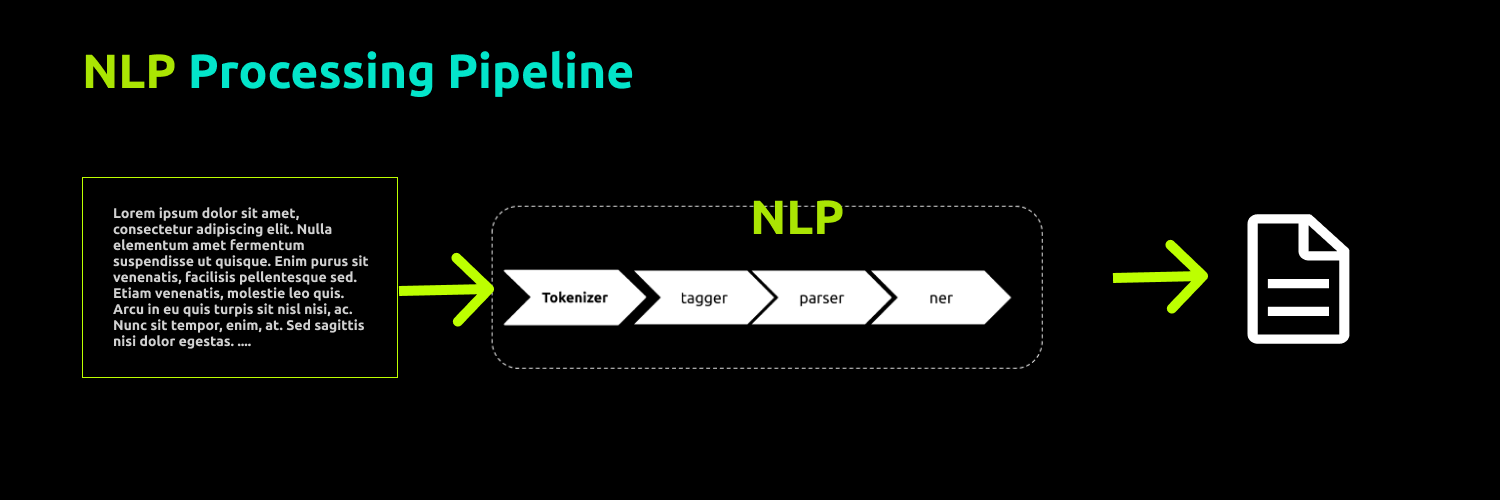 NLP Processing Pipeline
Lorem ipsum dolor sit amet,
consectetur adipiscing elit. Nulla
elementum amet fermentum
suspendisse ut quisque. Enim purus sit
venenatis, facilisis pellentesque sed.
Etiam venenatis, molestie leo quis.
Arcu in eu quis turpis sit nisl nisi, ac.
Nunc sit tempor, enim, at. Sed sagittis
nisi dolor egestas. ....
NLP
Tokenizer
tagger
parser
ner